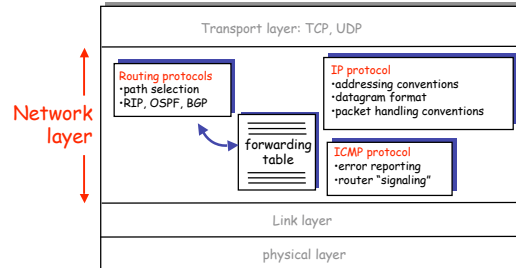 Transport layer: TCP, UDP
Network
layer
Routing protocols
•path selection
•RIP, OSPF, BGP
forwarding
table
IP protocol
•addressing conventions
•datagram format
•packet handling conventions
ICMP protocol
•error reporting
•router “signaling”
Link layer
physical layer